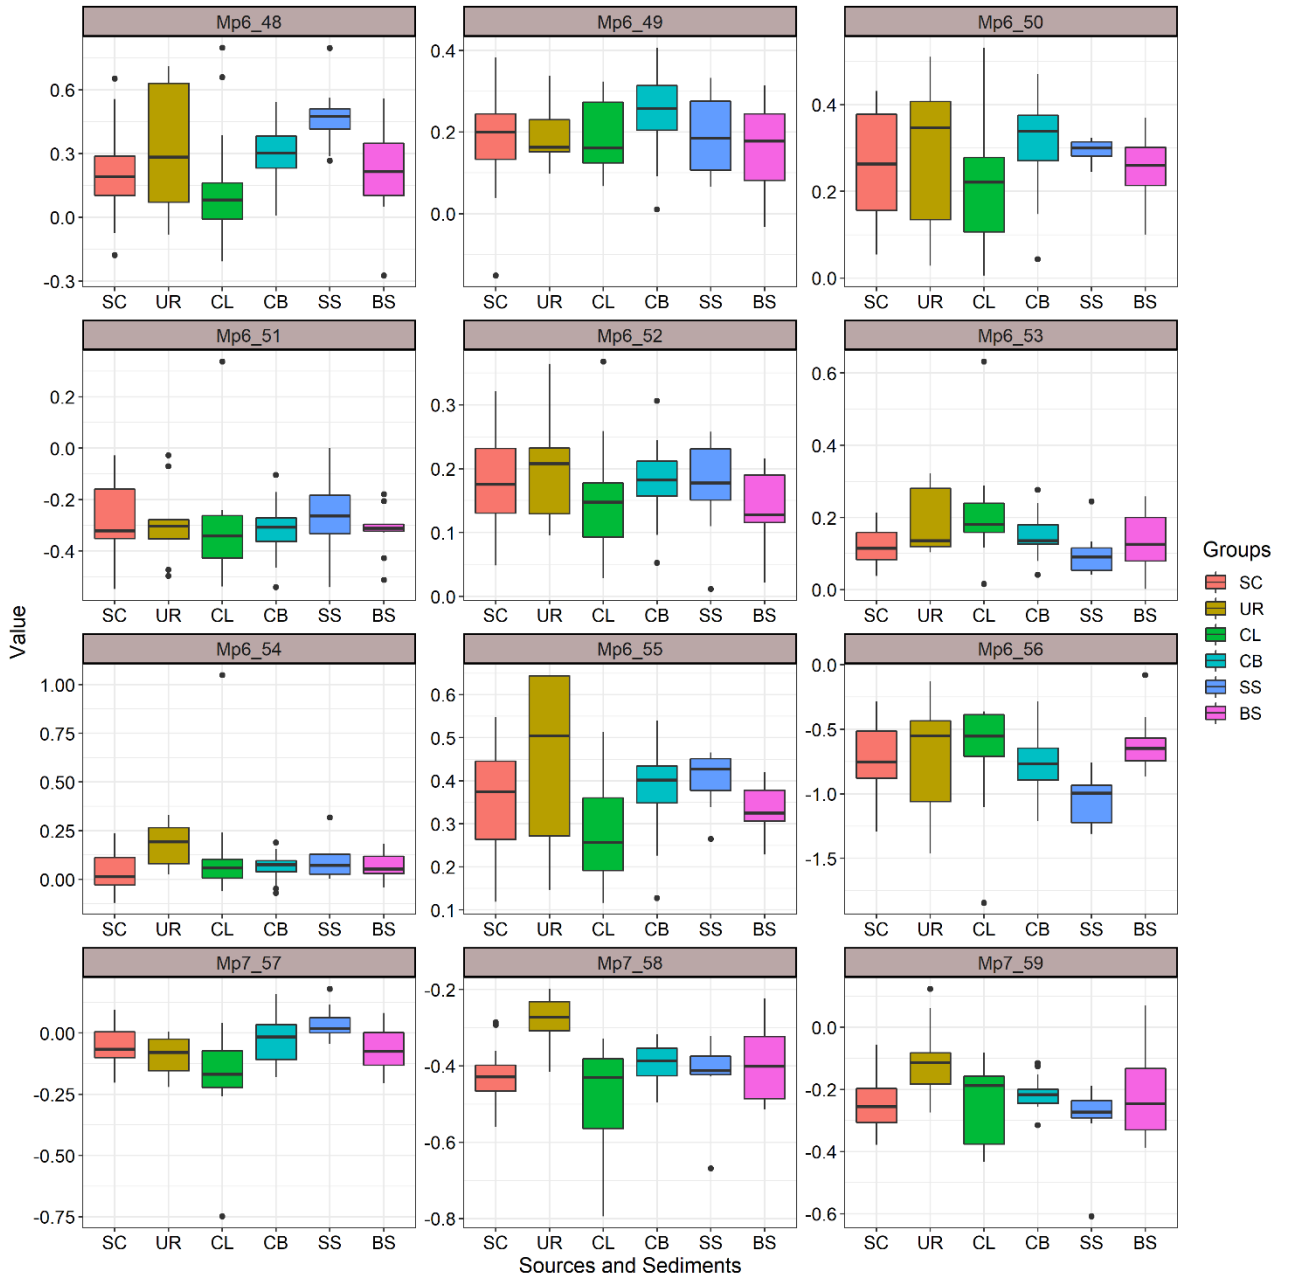 Mp6_48 Mp6_49 Mp6_50
0.6 0.4 0.4
0.3 0.2 0.2
0.0 0.0 0.0
-0.3
SC UR CL CB SS BS SC UR CL CB SS BS SC UR CL CB SS BS
Mp6_51 Mp6_52 Mp6_53
0.2 0.3 0.6
0.0 0.2 0.4
-0.2 0.1 0.2
-0.4 0.0 0.0
SC UR CL CB SS BS SC UR CL CB SS BS SC UR CL CB SS BS
Groups
SC
UR
CL
CB
SS
BS
Value
Mp6_54 Mp6_55 Mp6_56
1.00 0.6 0.0
0.75 0.5 -0.5
0.50 0.4 -1.0
0.25 0.3 -1.5
0.00 0.2
0.1
SC UR CL CB SS BS SC UR CL CB SS BS SC UR CL CB SS BS
Mp7_57 Mp7_58 Mp7_59
0.00 -0.2 0.0
-0.25 -0.4 -0.2
-0.50 -0.6 -0.4
-0.75 -0.8 -0.6
SC UR CL CB SS BS SC UR CL CB SS BS SC UR CL CB SS BS
Sources and Sediments